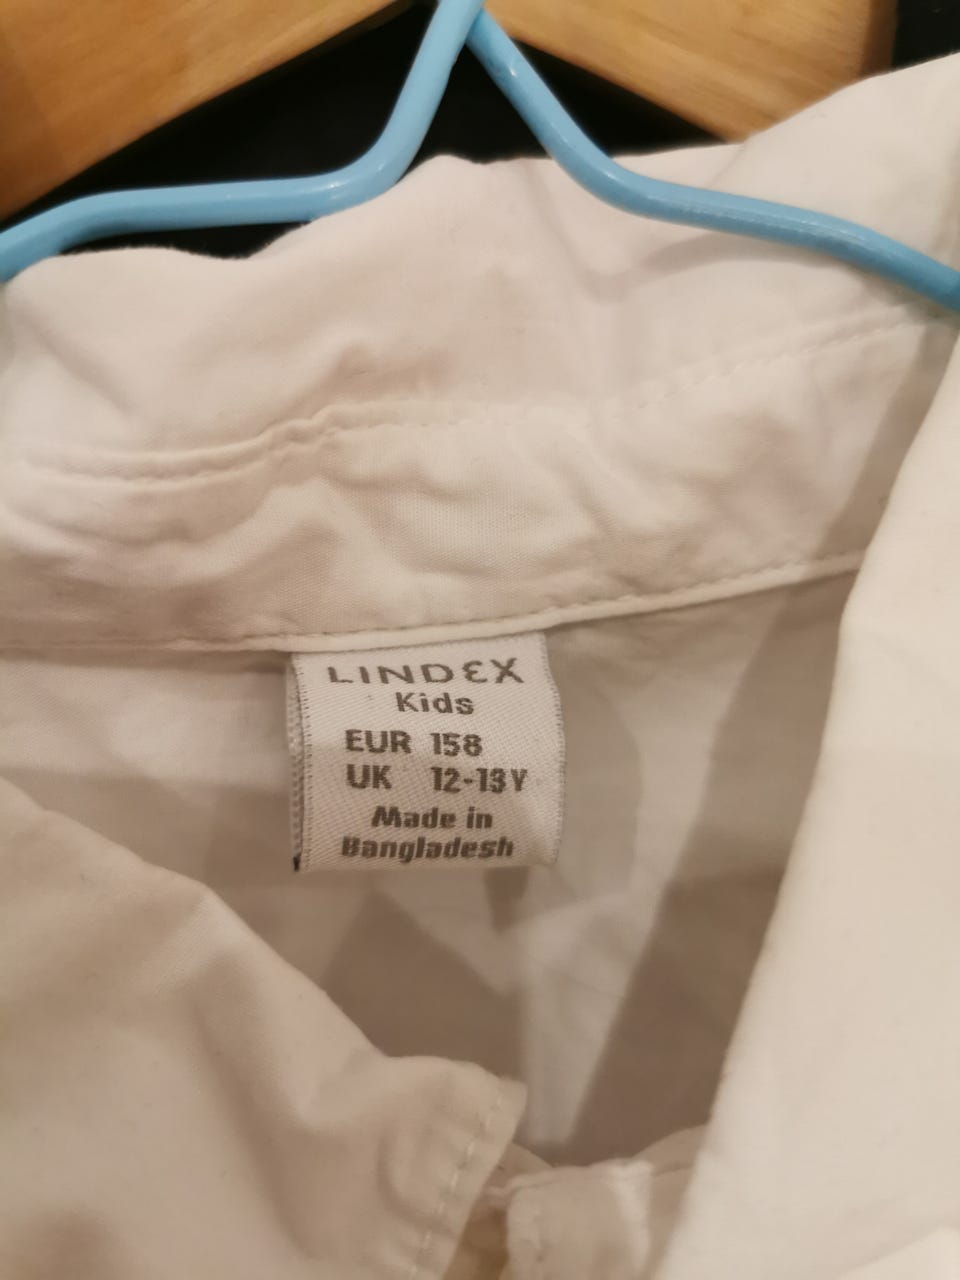 LINDEX
Kids
EUR 158
UK 12-13Y
Made in
Bangladesh